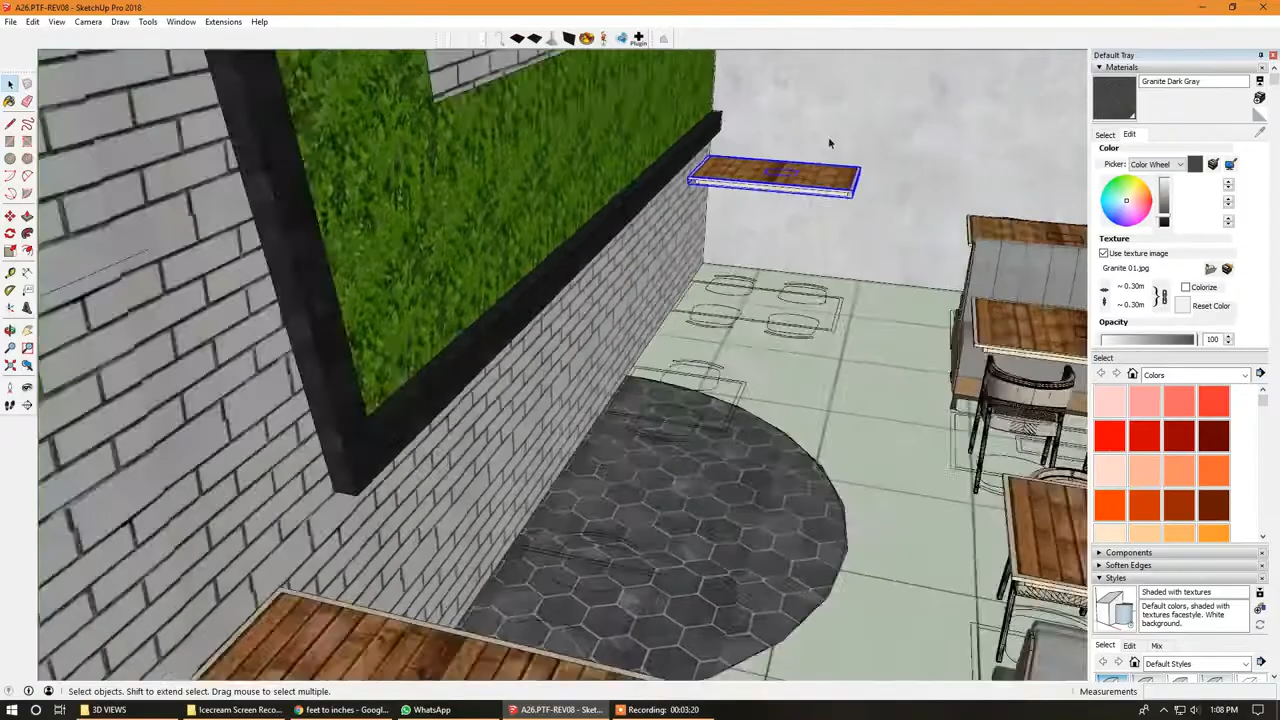 A26.PTF-REV08 - SketchUp Pro 2018
File Edit View Camera Draw Tools Window Extensions Help
Plugin
Default Tray
Materials
Granite Dark Gray
Select Edit
Color
Picker: Color Wheel
Texture
Use texture image
Granite 01.jpg
~ 0.30m
Colorize
~ 0.30m
Reset Color
Opacity
100
Select
Colors
Components
Soften Edges
Styles
Shaded with textures
Default colors, shaded with textures facestyle. White background.
Select Edit Mix
Default Styles
Select objects. Shift to extend select. Drag mouse to select multiple.
Measurements
3D VIEWS
Icecream Screen Reco...
feet to inches - Googl...
WhatsApp
A26.PTF-REV08 - Sket...
Recording: 00:03:20
1:08 PM